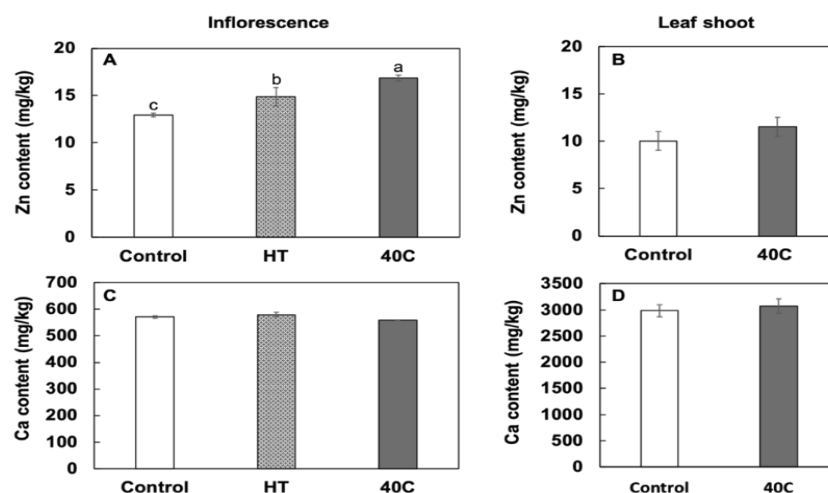 Inflorescence
Leaf shoot
A
Zn content (mg/kg)
20
15
10
5
0
c
b
a
Control HT 40C
B
Zn content (mg/kg)
20
15
10
5
0
Control 40C
C
Ca content (mg/kg)
700
600
500
400
300
200
100
0
Control HT 40C
D
Ca content (mg/kg)
3500
3000
2500
2000
1500
1000
500
0
Control 40C